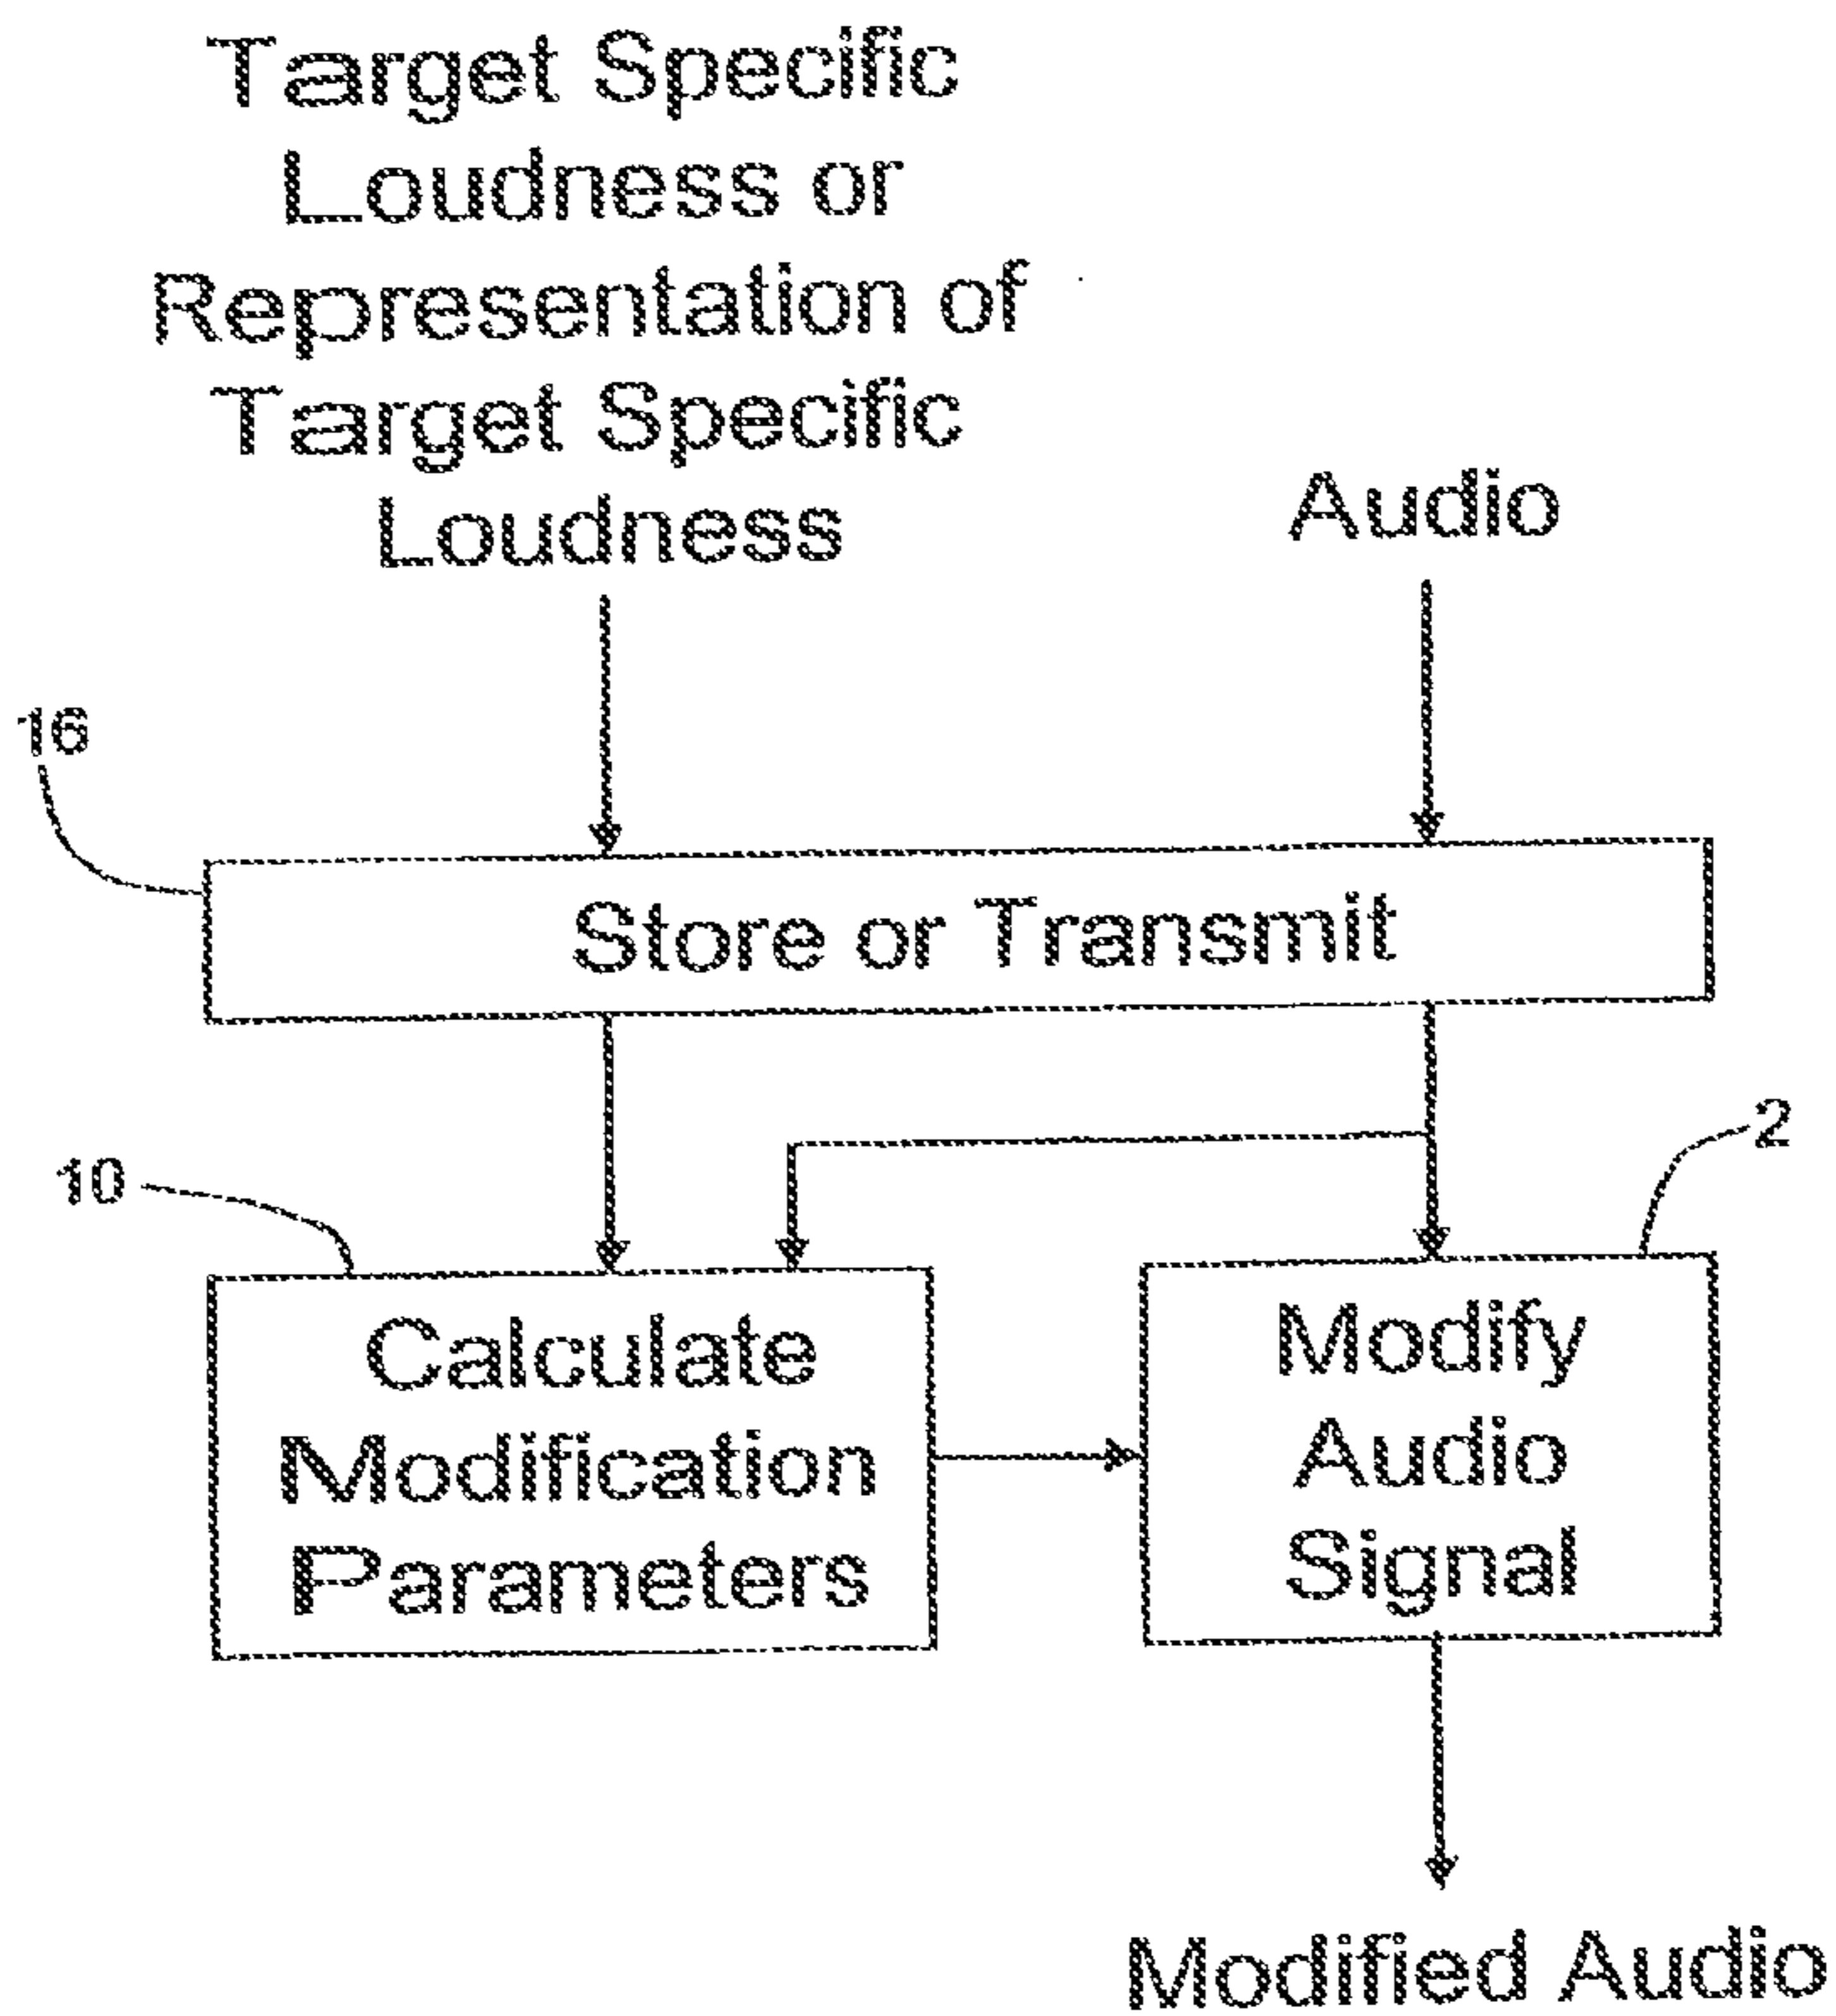 Target Specific
Loudness or
Representation of
Target Specific
Loudness
Audio
16
Store or Transmit
2
10
Calculate
Modification
Parameters
Modify
Audio
Signal
Modified Audio